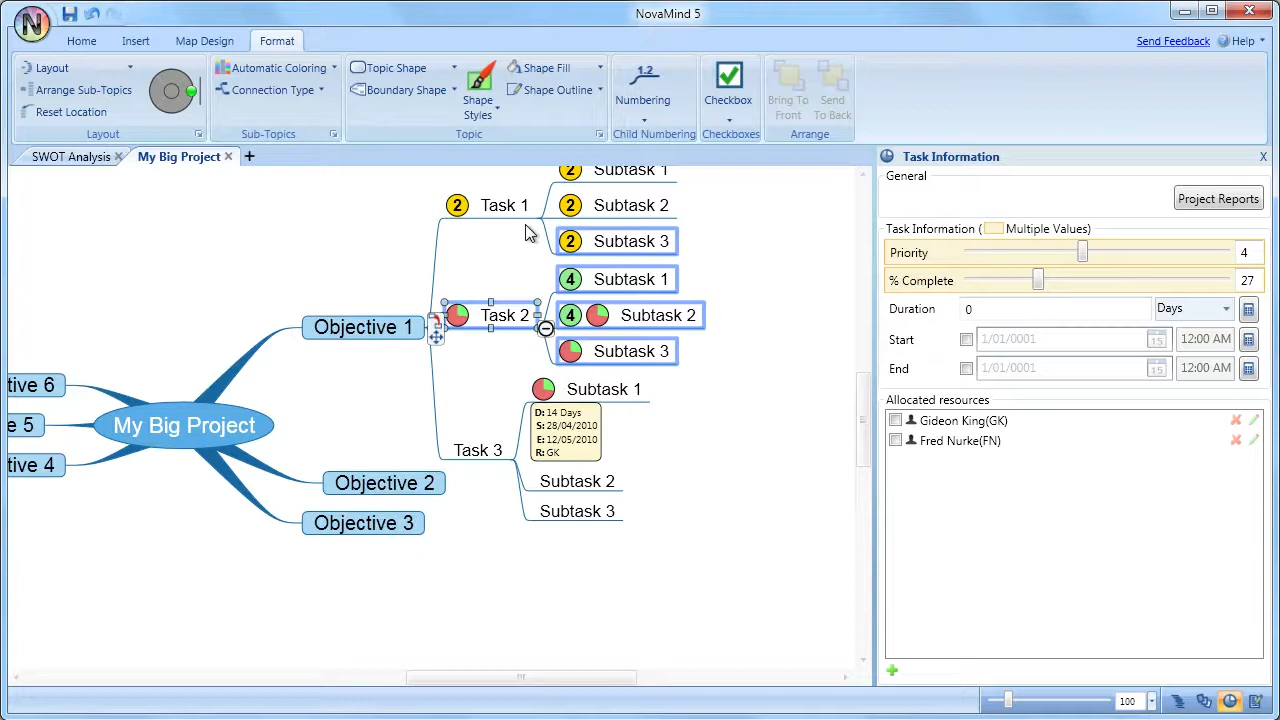 NovaMind 5
Home Insert Map Design Format
Send Feedback Help
Layout
Arrange Sub-Topics
Reset Location
Layout
Automatic Coloring
Connection Type
Sub-Topics
Topic Shape
Boundary Shape
Shape Styles
Shape Fill
Shape Outline
Topic
1.2
Numbering
Child Numbering
Checkbox
Checkboxes
Bring To Front
Send To Back
Arrange
SWOT Analysis My Big Project
2 Subtask 1
2 Task 1 2 Subtask 2
2 Subtask 3
4 Subtask 1
Task 2 4 Subtask 2
Subtask 3
Objective 1
Subtask 1
D: 14 Days
S: 28/04/2010
E: 12/05/2010
R: GK
Task 3
Subtask 2
Subtask 3
tive 6
e 5
tive 4
My Big Project
Objective 2
Objective 3
Task Information
General
Project Reports
Task Information ( Multiple Values)
Priority 4
% Complete 27
Duration 0 Days
Start 1/01/0001 15 12:00 AM
End 1/01/0001 15 12:00 AM
Allocated resources
Gideon King(GK)
Fred Nurke(FN)
100